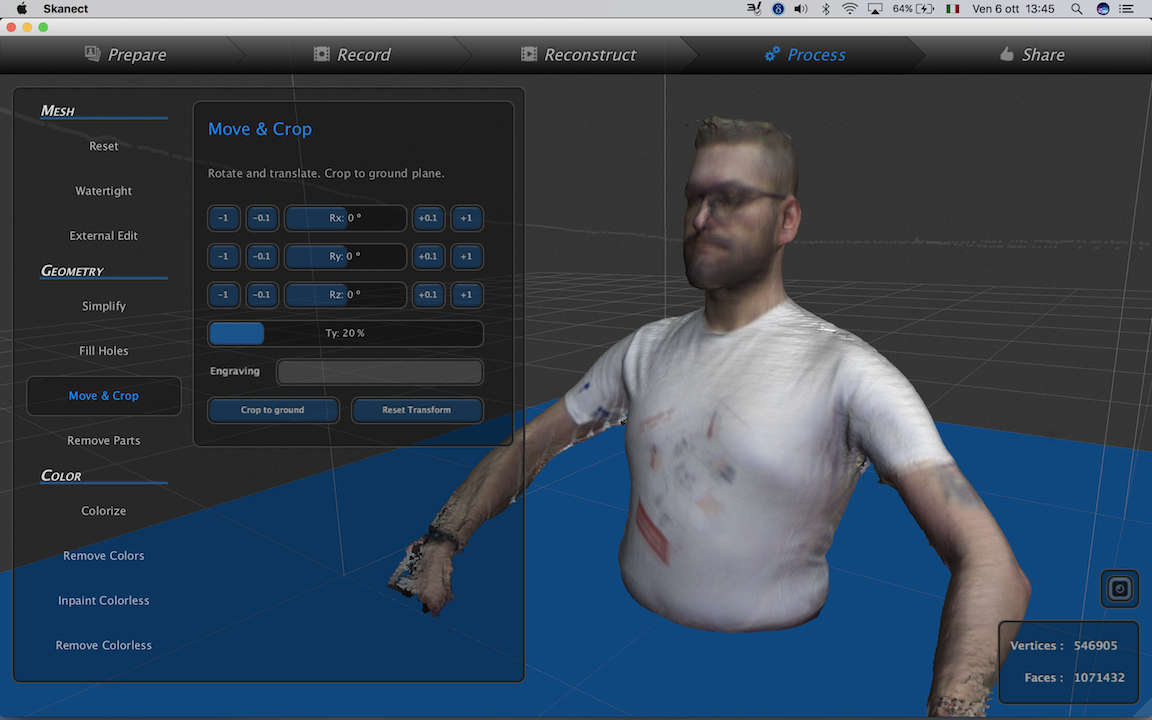 Skanect
64%
Ven 6 ott 13:45
Prepare
Record
Reconstruct
Process
Share
MESH
Reset
Watertight
External Edit
GEOMETRY
Simplify
Fill Holes
Move & Crop
Remove Parts
COLOR
Colorize
Remove Colors
Inpaint Colorless
Remove Colorless
Move & Crop
Rotate and translate. Crop to ground plane.
-1 -0.1 Rx: 0 ° +0.1 +1
-1 -0.1 Ry: 0 ° +0.1 +1
-1 -0.1 Rz: 0 ° +0.1 +1
Ty: 20 %
Engraving
Crop to ground Reset Transform
Vertices : 546905
Faces : 1071432